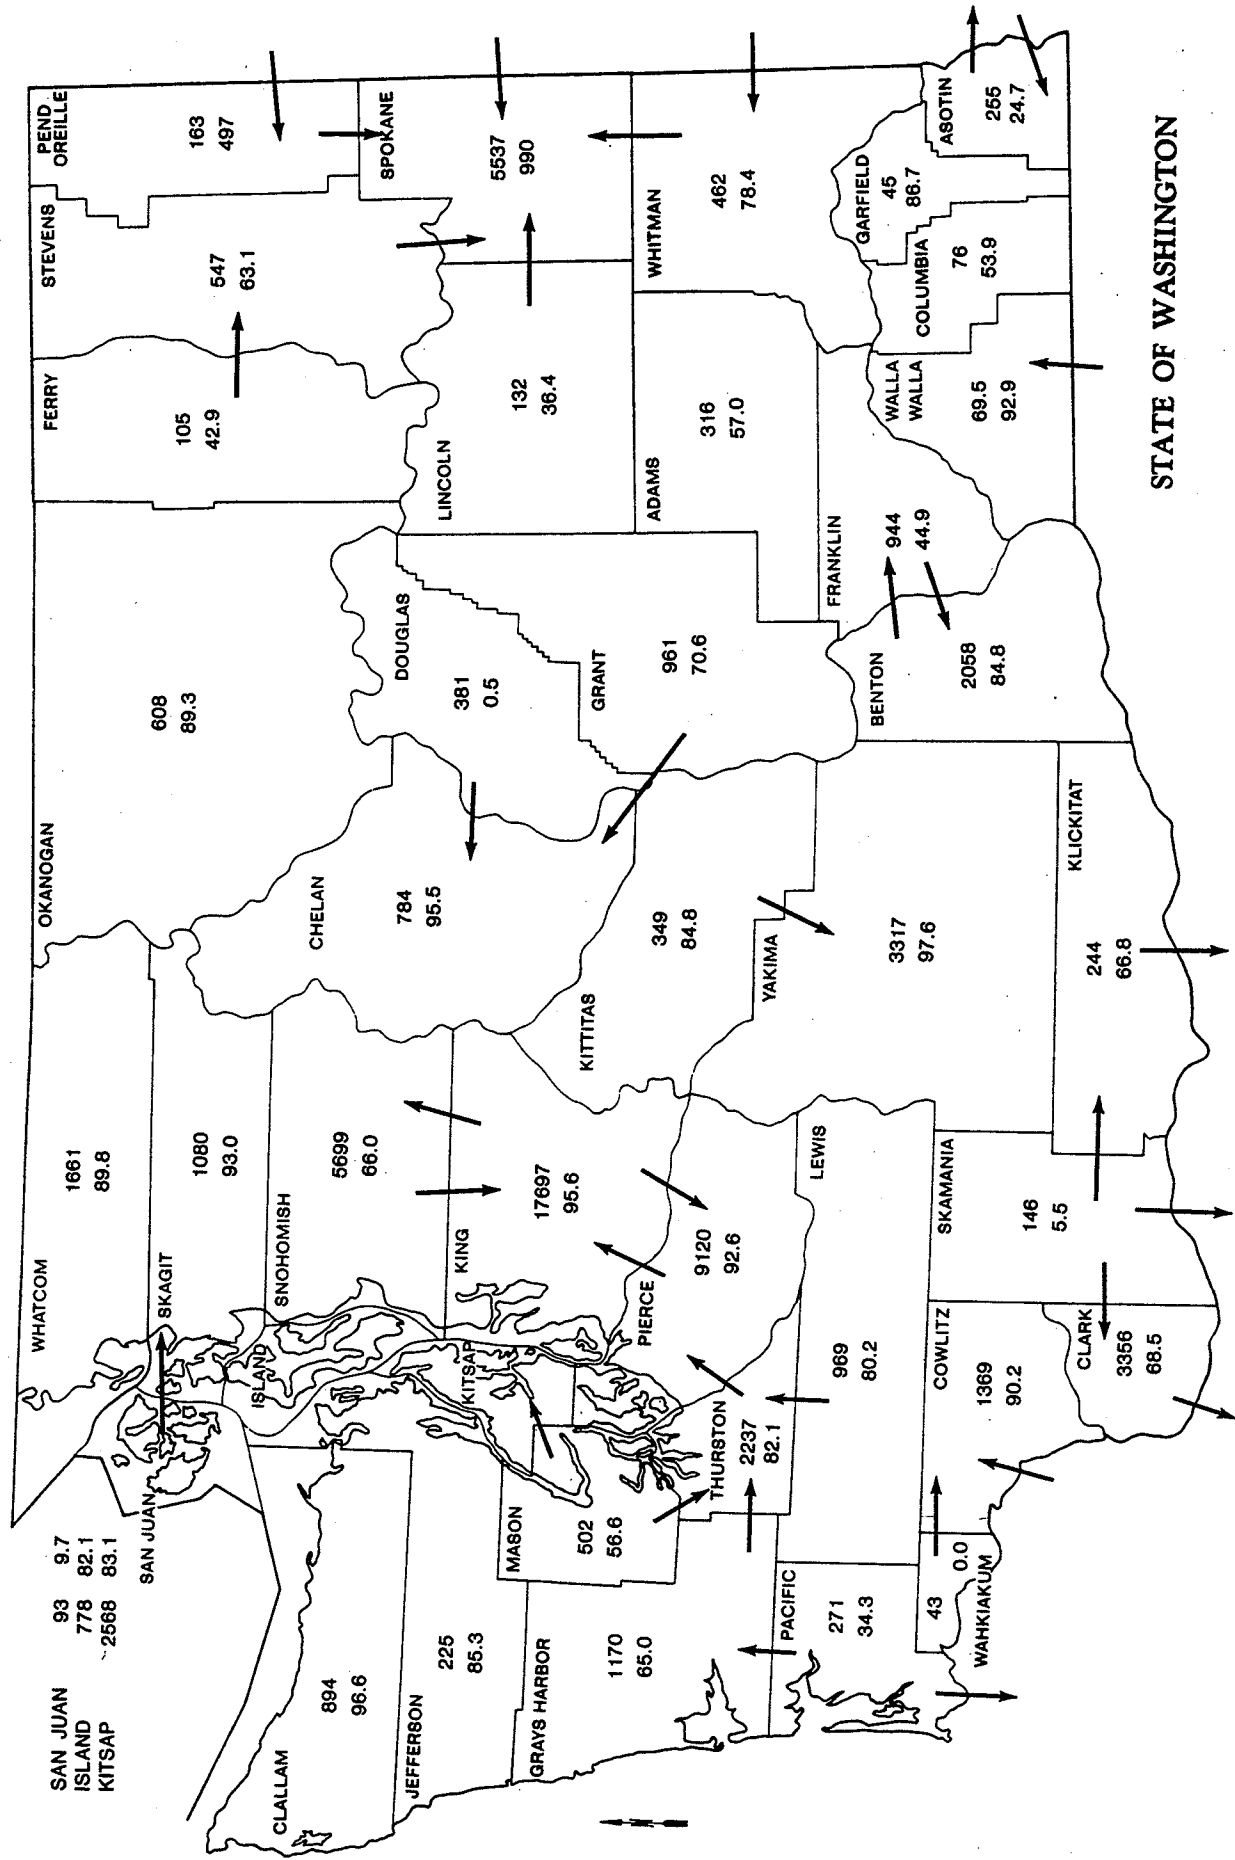 SAN JUAN 93 9.7
ISLAND 778 82.1
KITSAP 2568 83.1
SAN JUAN
WHATCOM
1661
89.8
OKANOGAN
608
89.3
FERRY
105
42.9
STEVENS
547
63.1
PEND
OREILLE
163
497
SKAGIT
1080
93.0
ISLAND
SNOHOMISH
5699
66.0
CHELAN
784
95.5
DOUGLAS
381
0.5
LINCOLN
132
36.4
SPOKANE
5537
990
CLALLAM
894
96.6
JEFFERSON
225
85.3
KITSAP
KING
17697
95.6
GRAYS HARBOR
1170
65.0
MASON
502
56.6
KITTITAS
349
84.8
GRANT
961
70.6
ADAMS
316
57.0
WHITMAN
462
78.4
PIERCE
9120
92.6
THURSTON
2237
82.1
PACIFIC
271
34.3
LEWIS
969
80.2
YAKIMA
3317
97.6
BENTON
2058
84.8
FRANKLIN
944
44.9
WALLA
WALLA
69.5
92.9
COLUMBIA
76
53.9
GARFIELD
45
86.7
ASOTIN
255
24.7
WAHKIAKUM
43 0.0
COWLITZ
1369
90.2
SKAMANIA
146
5.5
CLARK
3356
68.5
KLICKITAT
244
66.8
N
STATE OF WASHINGTON